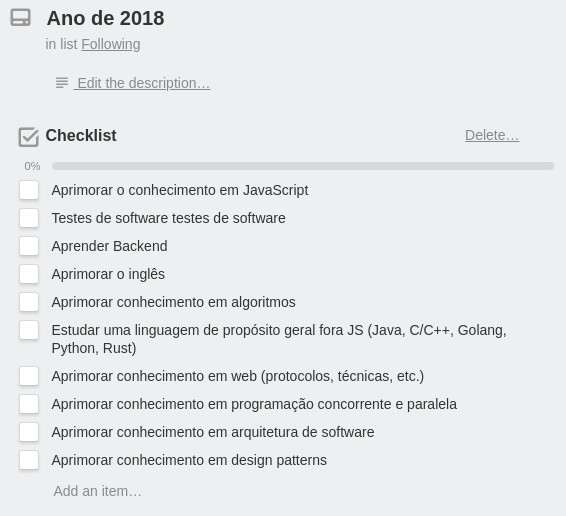 Ano de 2018
in list Following
Edit the description…
Checklist
Delete…
0%
Aprimorar o conhecimento em JavaScript
Testes de software testes de software
Aprender Backend
Aprimorar o inglês
Aprimorar conhecimento em algoritmos
Estudar uma linguagem de propósito geral fora JS (Java, C/C++, Golang,
Python, Rust)
Aprimorar conhecimento em web (protocolos, técnicas, etc.)
Aprimorar conhecimento em programação concorrente e paralela
Aprimorar conhecimento em arquitetura de software
Aprimorar conhecimento em design patterns
Add an item…